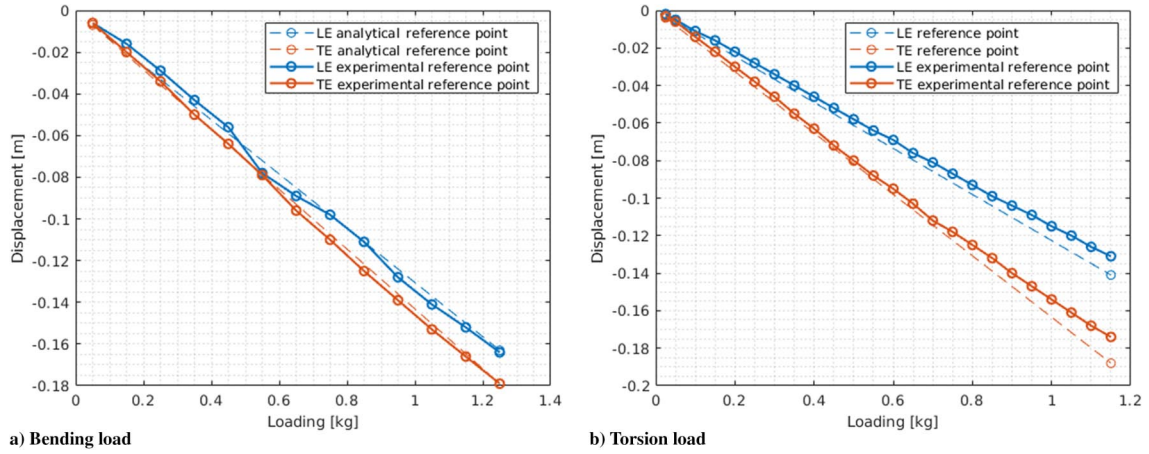 0
-0.02
-0.04
-0.06
-0.08
-0.1
-0.12
-0.14
-0.16
-0.18
Displacement [m]
LE analytical reference point
TE analytical reference point
LE experimental reference point
TE experimental reference point
0 0.2 0.4 0.6 0.8 1 1.2 1.4
Loading [kg]
a) Bending load
0
-0.02
-0.04
-0.06
-0.08
-0.1
-0.12
-0.14
-0.16
-0.18
-0.2
Displacement [m]
LE reference point
TE reference point
LE experimental reference point
TE experimental reference point
0 0.2 0.4 0.6 0.8 1 1.2
Loading [kg]
b) Torsion load